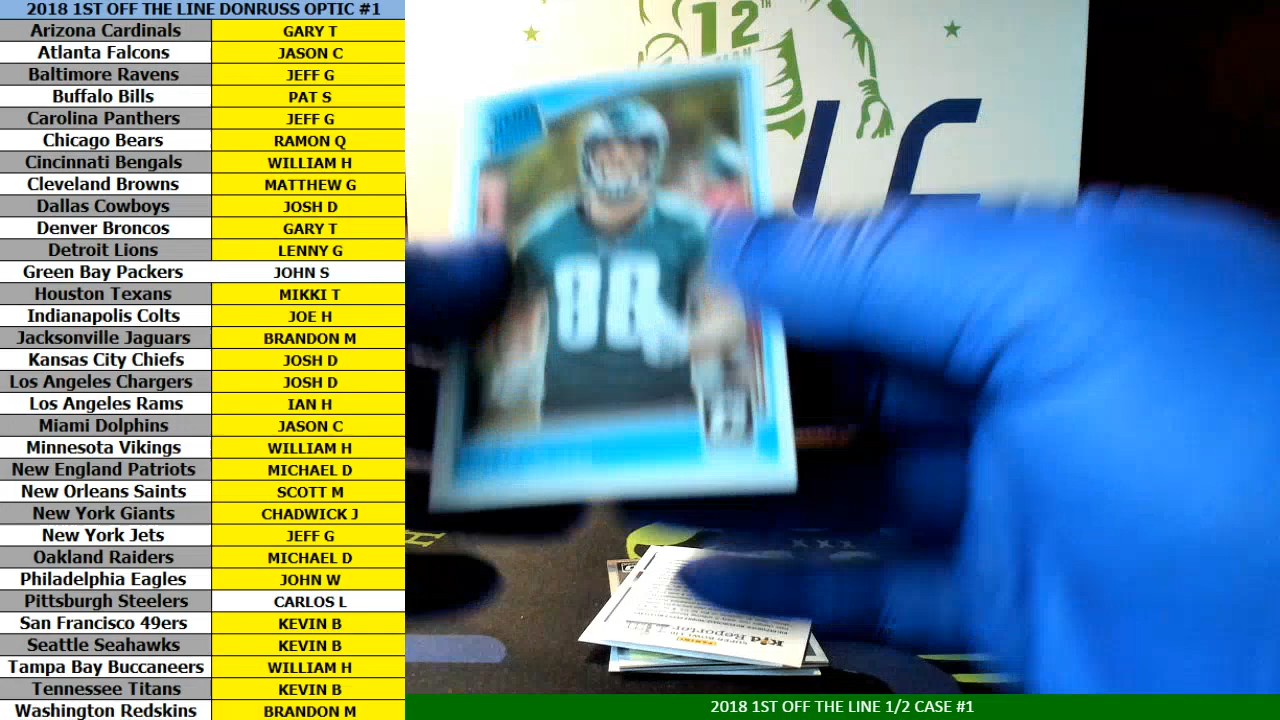 2018 1ST OFF THE LINE DONRUSS OPTIC #1
Arizona Cardinals GARY T
Atlanta Falcons JASON C
Baltimore Ravens JEFF G
Buffalo Bills PAT S
Carolina Panthers JEFF G
Chicago Bears RAMON Q
Cincinnati Bengals WILLIAM H
Cleveland Browns MATTHEW G
Dallas Cowboys JOSH D
Denver Broncos GARY T
Detroit Lions LENNY G
Green Bay Packers JOHN S
Houston Texans MIKKI T
Indianapolis Colts JOE H
Jacksonville Jaguars BRANDON M
Kansas City Chiefs JOSH D
Los Angeles Chargers JOSH D
Los Angeles Rams IAN H
Miami Dolphins JASON C
Minnesota Vikings WILLIAM H
New England Patriots MICHAEL D
New Orleans Saints SCOTT M
New York Giants CHADWICK J
New York Jets JEFF G
Oakland Raiders MICHAEL D
Philadelphia Eagles JOHN W
Pittsburgh Steelers CARLOS L
San Francisco 49ers KEVIN B
Seattle Seahawks KEVIN B
Tampa Bay Buccaneers WILLIAM H
Tennessee Titans KEVIN B
Washington Redskins BRANDON M
12TH
88
Kid Reporter
PANINI
2018 1ST OFF THE LINE 1/2 CASE #1